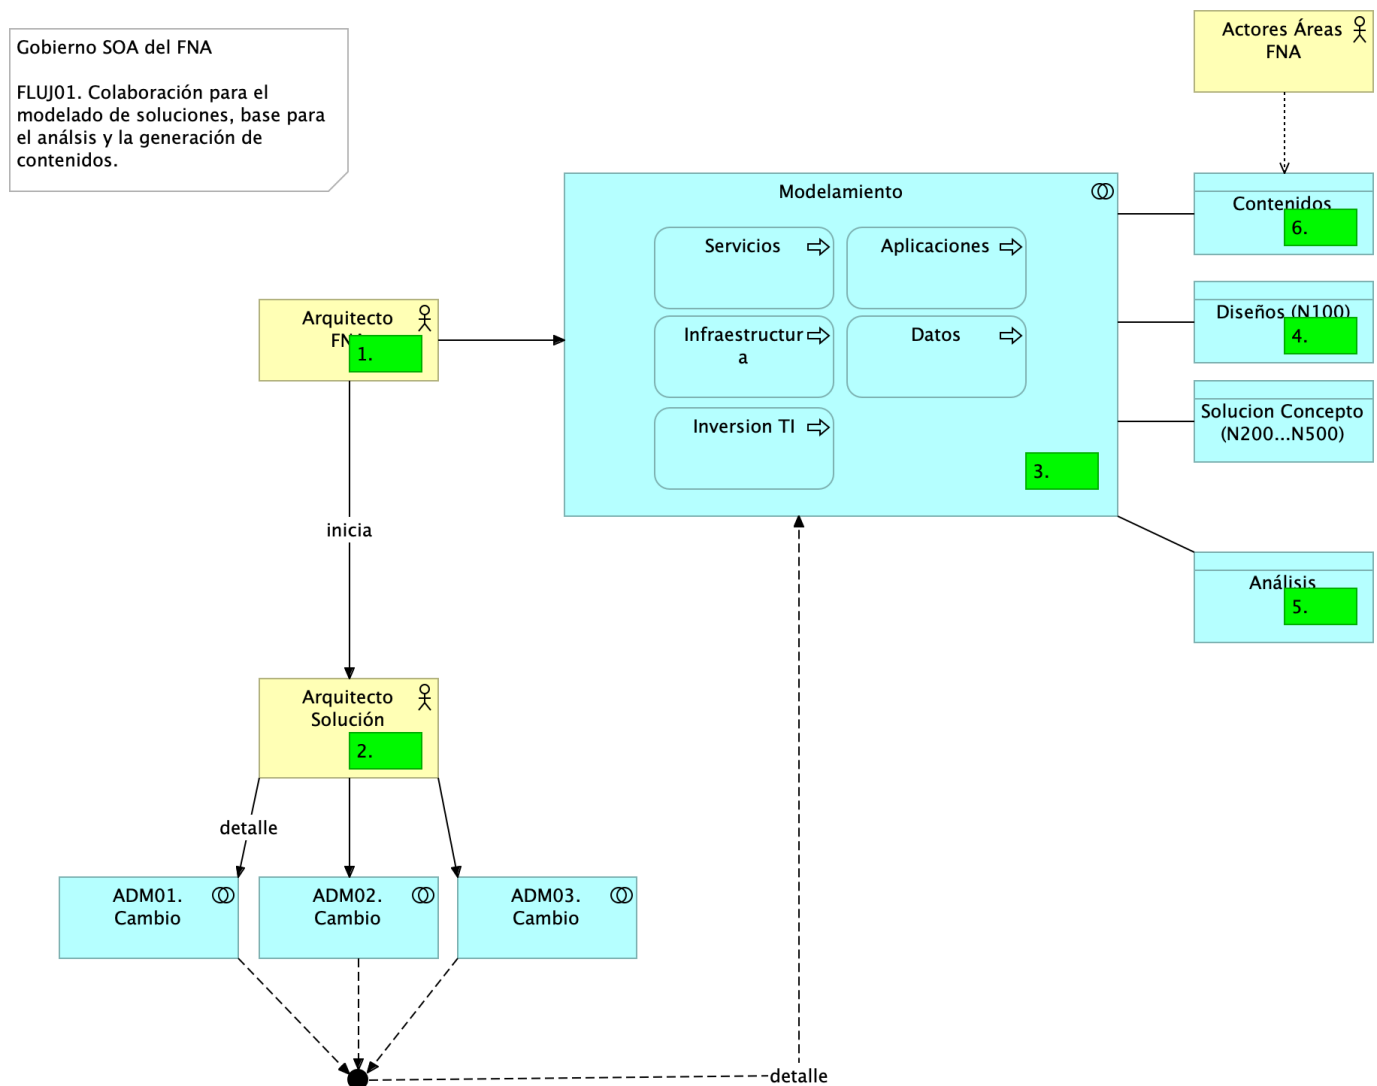 Gobierno SOA del FNA
FLUJ01. Colaboración para el
modelado de soluciones, base para
el análsis y la generación de
contenidos.
Actores Áreas
FNA
Modelamiento
Servicios
Aplicaciones
Infraestructur
a
Datos
Inversion TI
3.
Contenidos
6.
Diseños (N100)
4.
Solucion Concepto
(N200...N500)
Análisis
5.
Arquitecto
FNA
1.
inicia
Arquitecto
Solución
2.
detalle
ADM01.
Cambio
ADM02.
Cambio
ADM03.
Cambio
detalle